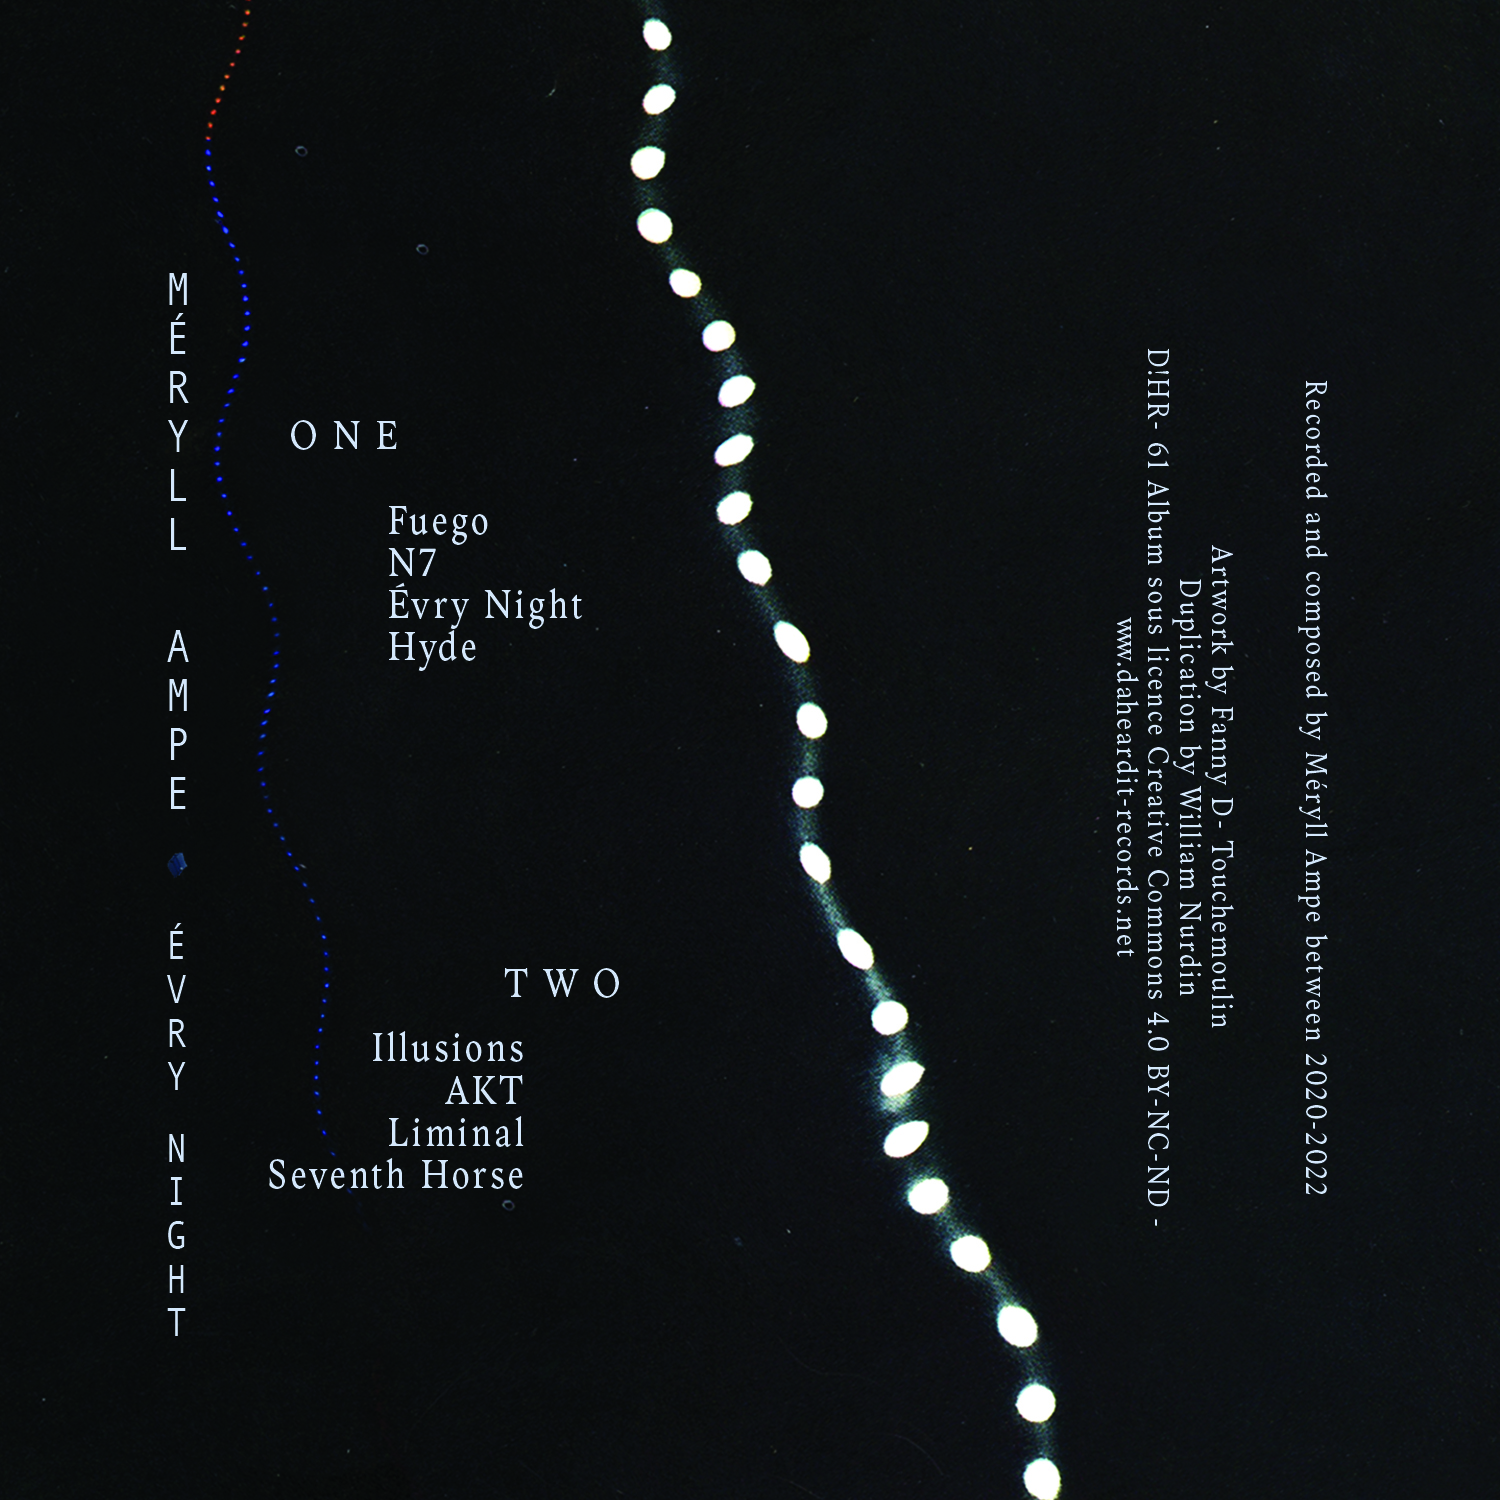 MÉRYLL AMPE ÉVRY NIGHT
ONE
Fuego
N7
Évry Night
Hyde
TWO
Illusions
AKT
Liminal
Seventh Horse
Recorded and composed by Méryll Ampe between 2020-2022
Artwork by Fanny D- Touchemoulin
Duplication by William Nurdin
D!HR- 61 Album sous licence Creative Commons 4.0 BY-NC-ND -
www.daheardit-records.net